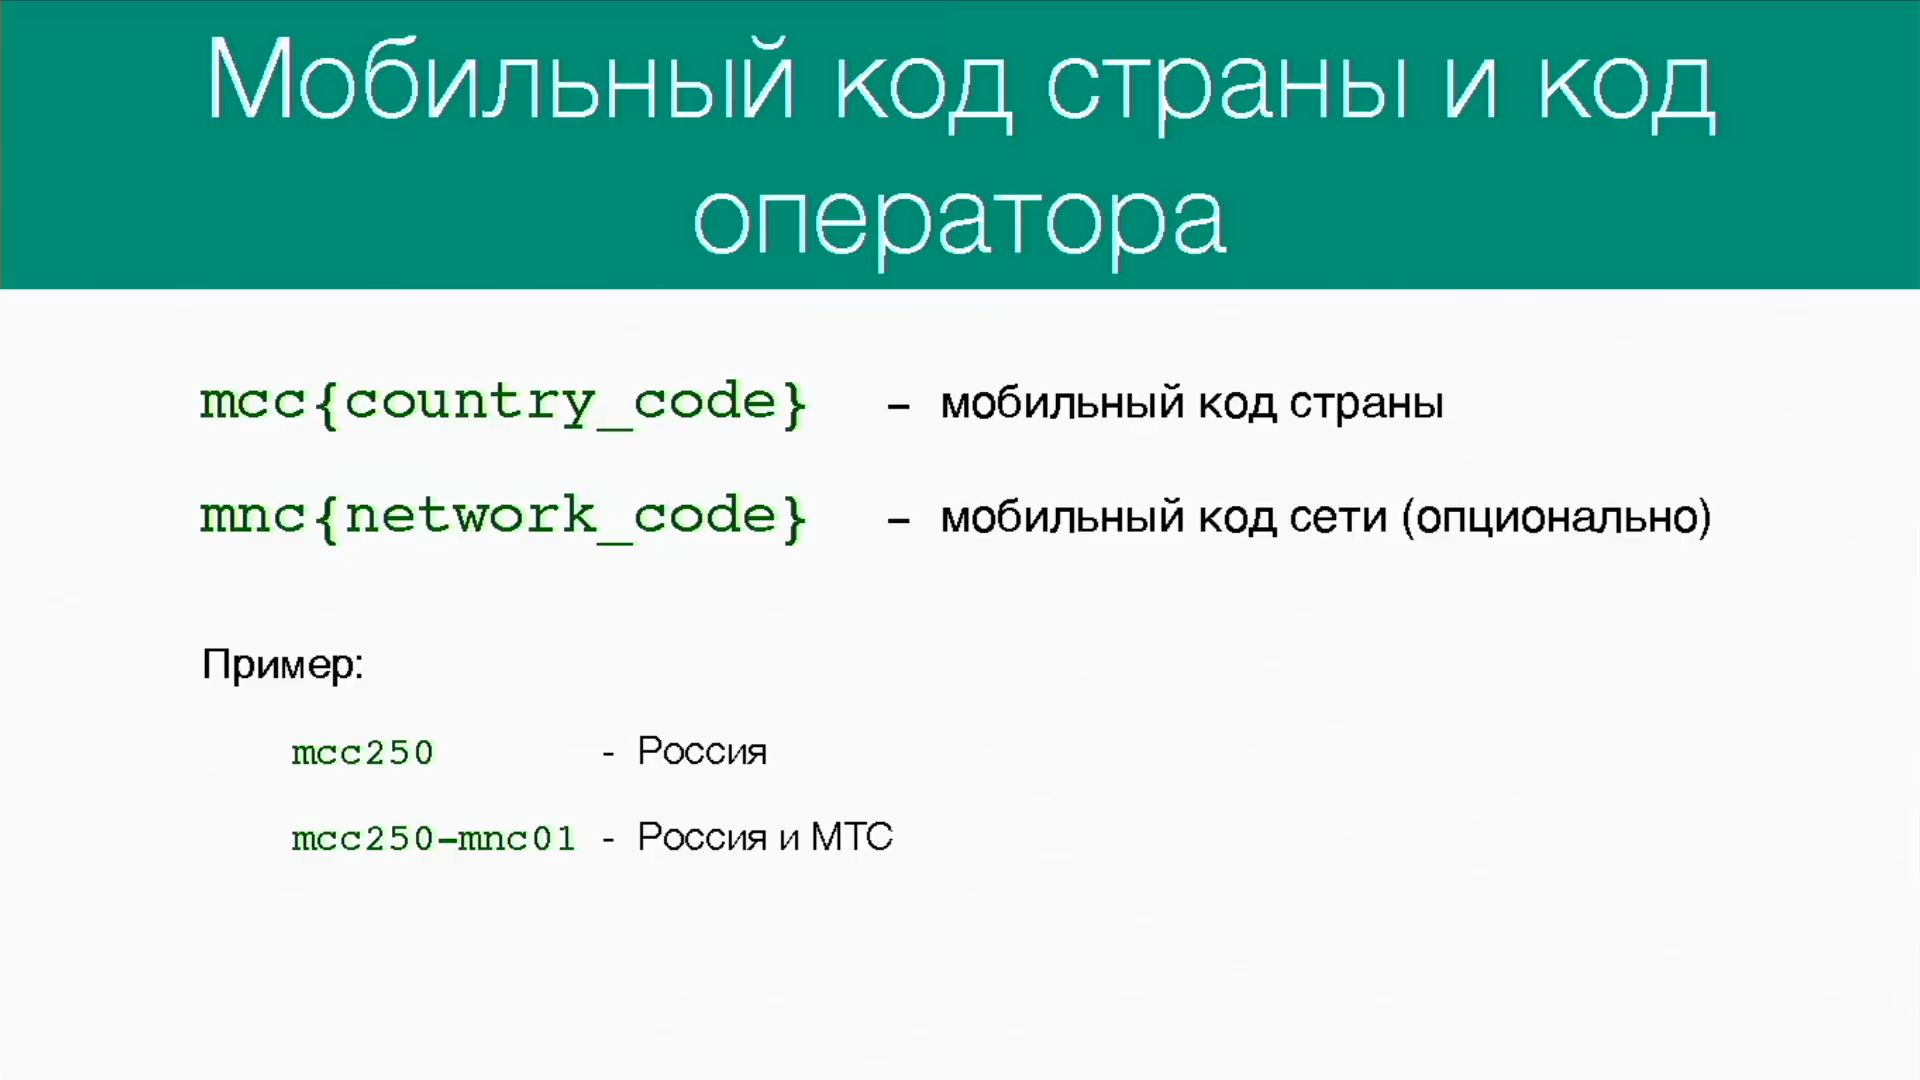 Мобильный код страны и код
оператора
mcc{country_code} – мобильный код страны
mnc{network_code} – мобильный код сети (опционально)
Пример:
mcc250 - Россия
mcc250-mnc01 - Россия и МТС